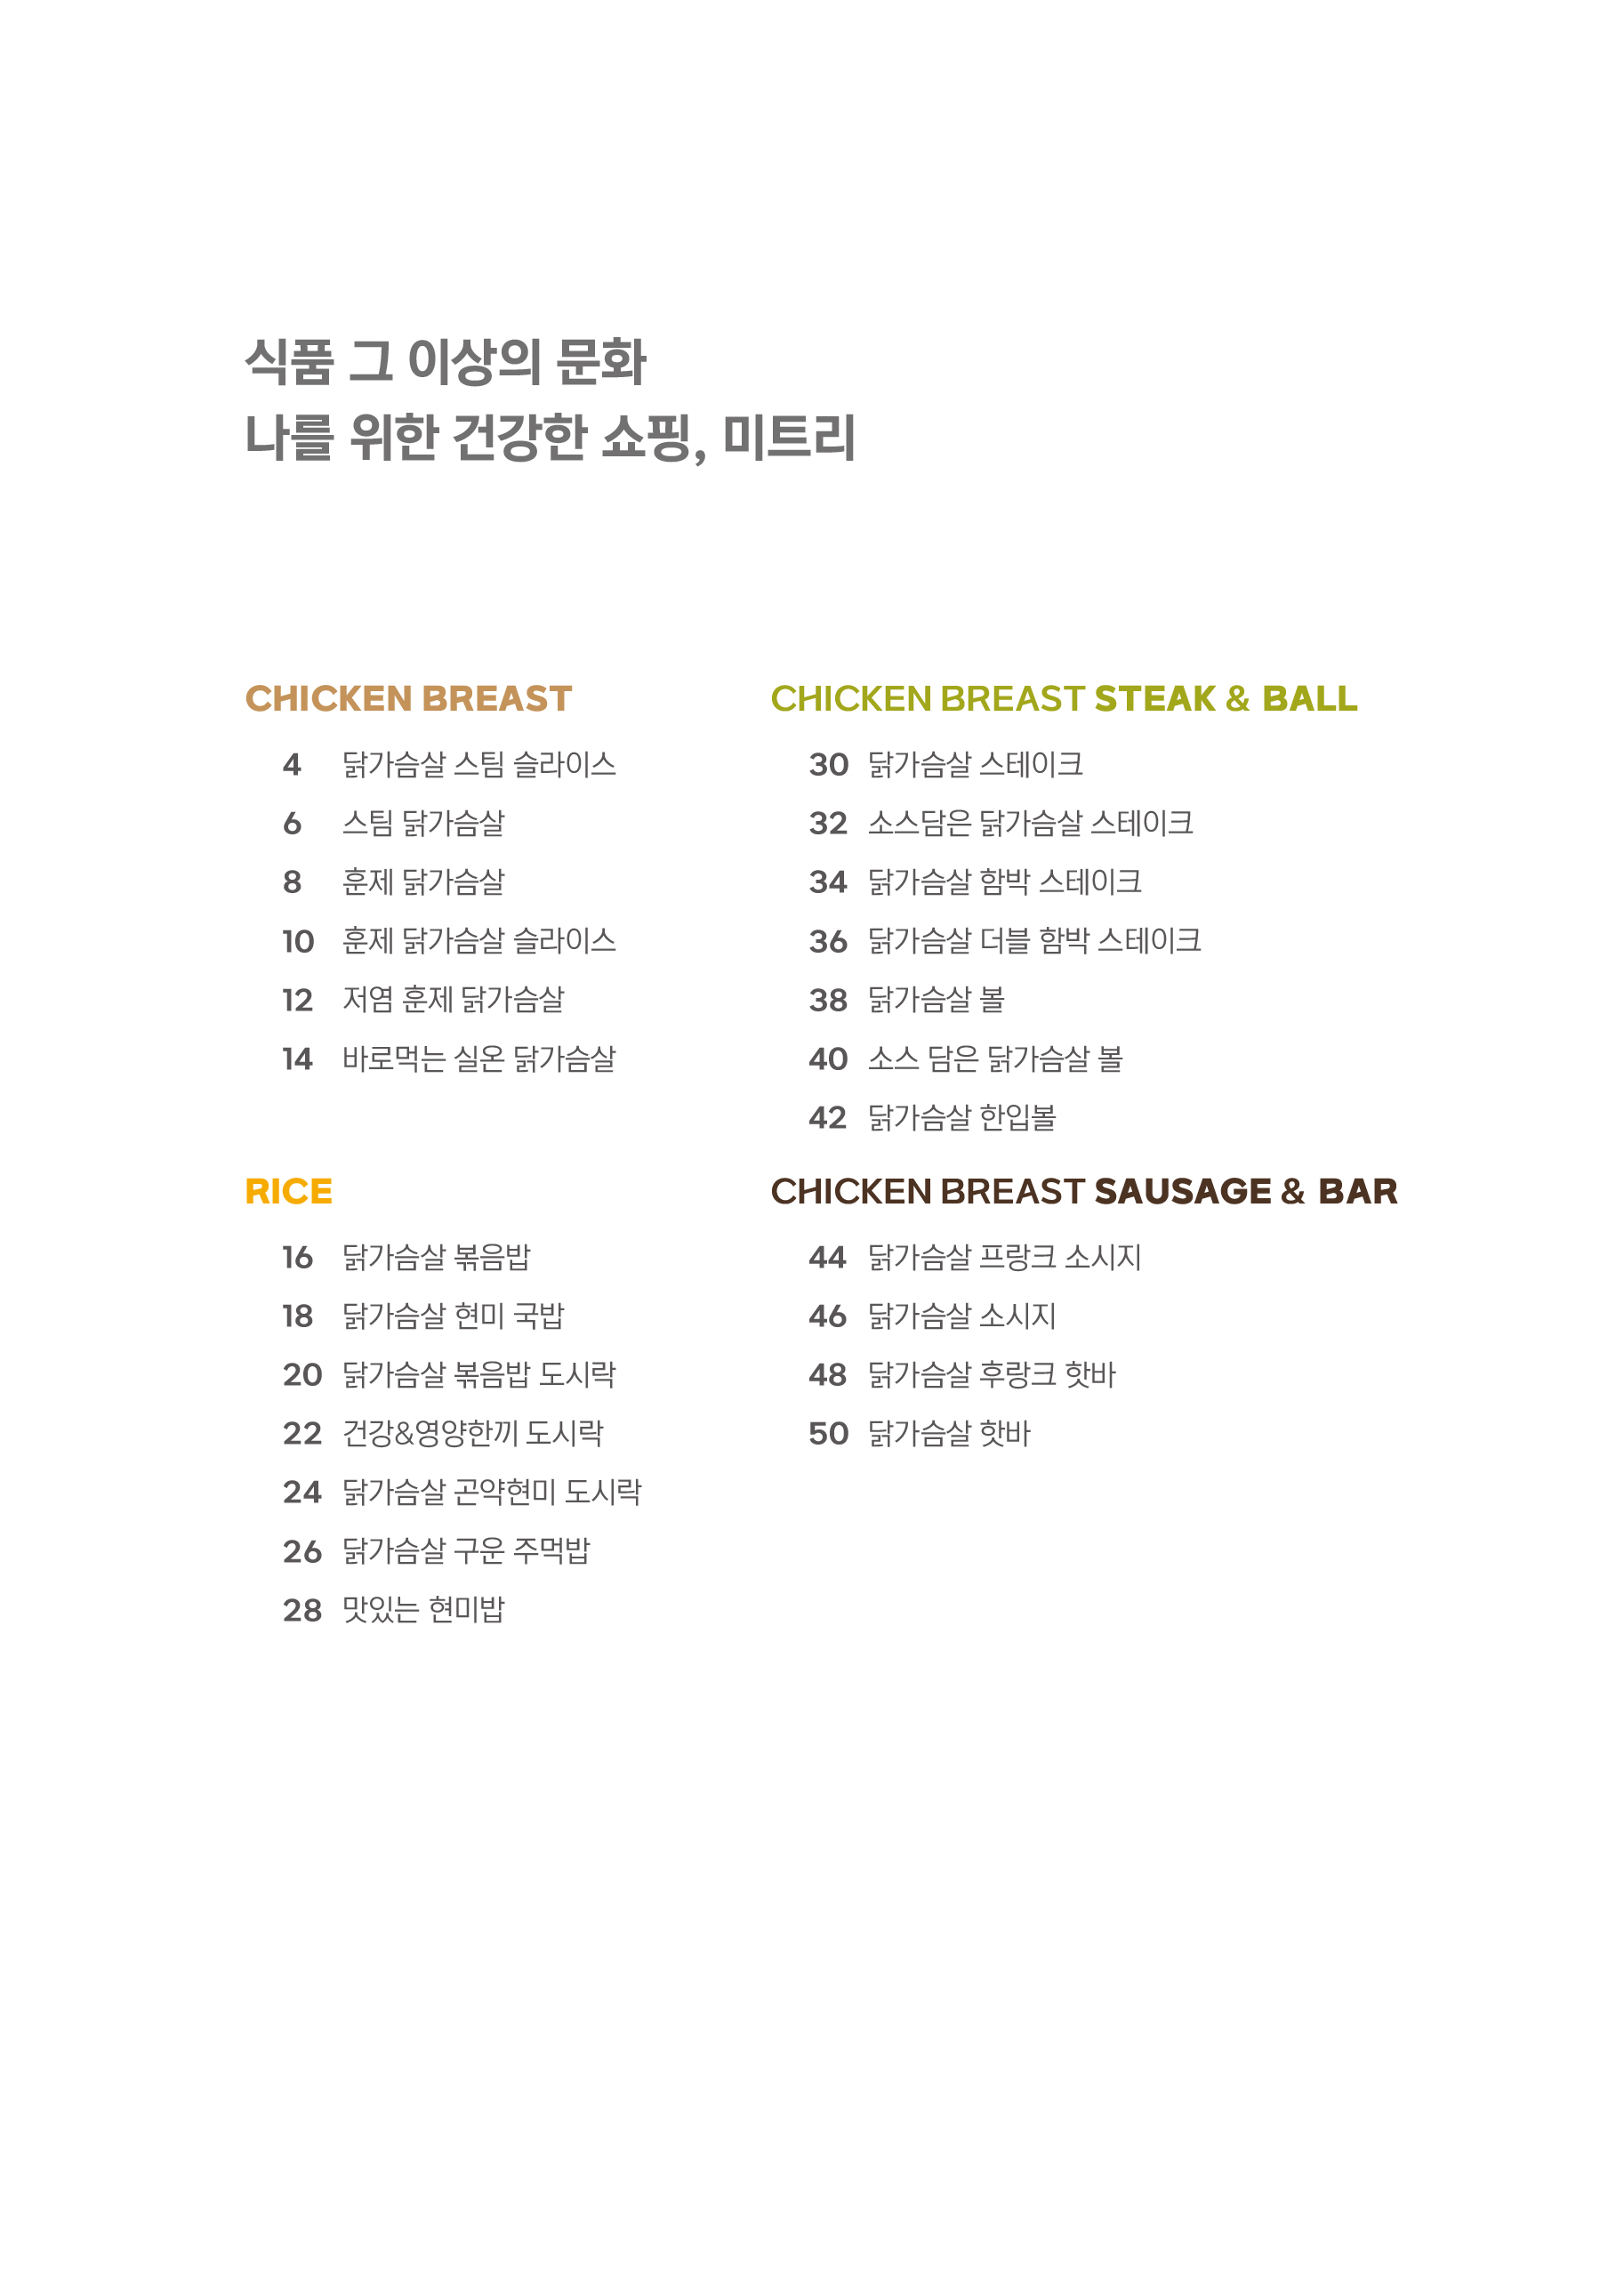 식품 그 이상의 문화
나를 위한 건강한 쇼핑, 미트리
CHICKEN BREAST
4 닭가슴살 스팀 슬라이스
6 스팀 닭가슴살
8 훈제 닭가슴살
10 훈제 닭가슴살 슬라이스
12 저염 훈제 닭가슴살
14 바로먹는 실온 닭가슴살
RICE
16 닭가슴살 볶음밥
18 닭가슴살 현미 국밥
20 닭가슴살 볶음밥 도시락
22 건강&영양한끼 도시락
24 닭가슴살 곤약현미 도시락
26 닭가슴살 구운 주먹밥
28 맛있는 현미밥
CHICKEN BREAST STEAK & BALL
30 닭가슴살 스테이크
32 소스담은 닭가슴살 스테이크
34 닭가슴살 함박 스테이크
36 닭가슴살 더블 함박 스테이크
38 닭가슴살 볼
40 소스 담은 닭가슴살 볼
42 닭가슴살 한입볼
CHICKEN BREAST SAUSAGE & BAR
44 닭가슴살 프랑크 소시지
46 닭가슴살 소시지
48 닭가슴살 후랑크 핫바
50 닭가슴살 핫바